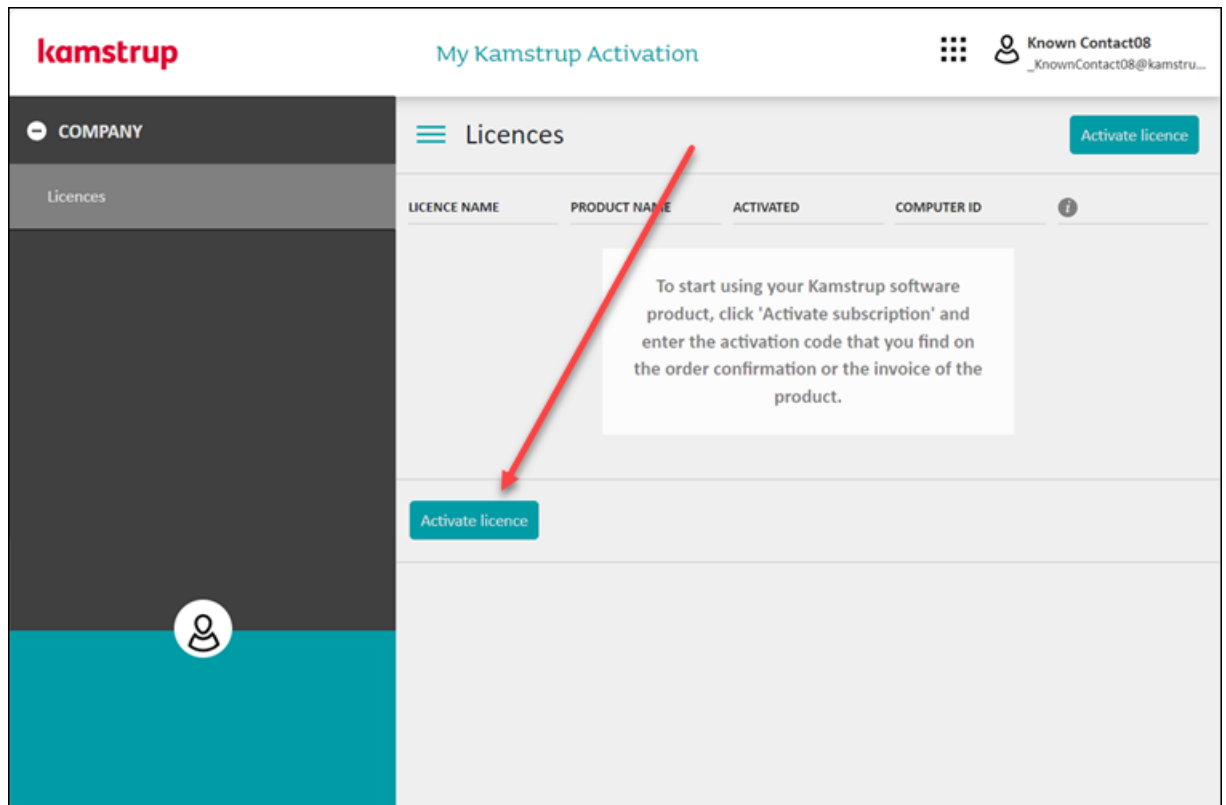 kamstrup
My Kamstrup Activation
Known Contact08
_KnownContact08@kamstru...
COMPANY
Licences
Licences
Activate licence
LICENCE NAME PRODUCT NAME ACTIVATED COMPUTER ID i
To start using your Kamstrup software
product, click 'Activate subscription' and
enter the activation code that you find on
the order confirmation or the invoice of the
product.
Activate licence